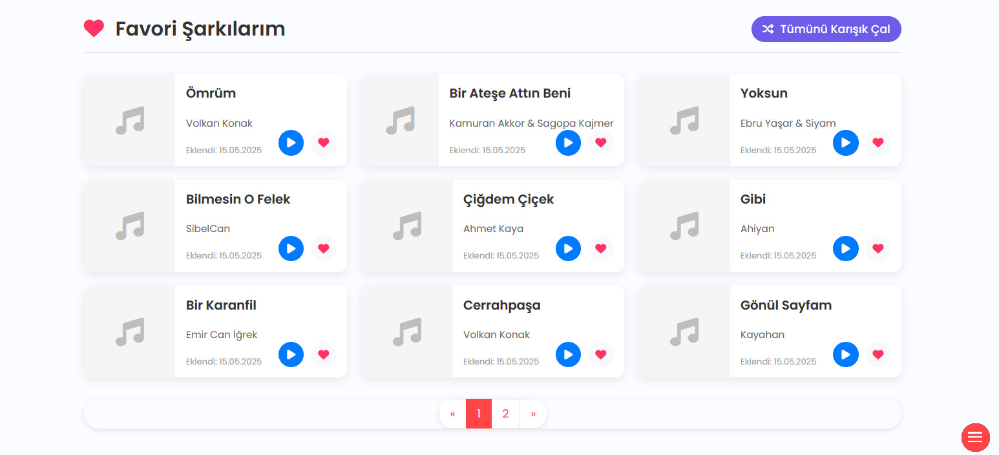 Favori Şarkılarım
Tümünü Karışık Çal
Ömrüm
Volkan Konak
Eklendi: 15.05.2025
Bir Ateşe Attın Beni
Kamuran Akkor & Sagopa Kajmer
Eklendi: 15.05.2025
Yoksun
Ebru Yaşar & Siyam
Eklendi: 15.05.2025
Bilmesin O Felek
SibelCan
Eklendi: 15.05.2025
Çiğdem Çiçek
Ahmet Kaya
Eklendi: 15.05.2025
Gibi
Ahiyan
Eklendi: 15.05.2025
Bir Karanfil
Emir Can İğrek
Eklendi: 15.05.2025
Cerrahpaşa
Volkan Konak
Eklendi: 15.05.2025
Gönül Sayfam
Kayahan
Eklendi: 15.05.2025
« 1 2 »